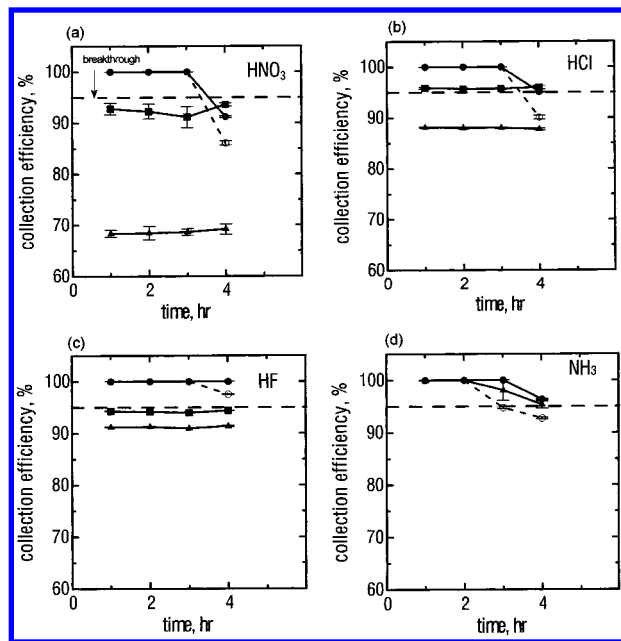 (a)
breakthrough
HNO₃
collection efficiency, %
100
90
80
70
60
0
2
4
time, hr
(b)
HCl
collection efficiency, %
100
90
80
70
60
0
2
4
time, hr
(c)
HF
collection efficiency, %
100
90
80
70
60
0
2
4
time, hr
(d)
NH₃
collection efficiency, %
100
90
80
70
60
0
2
4
time, hr